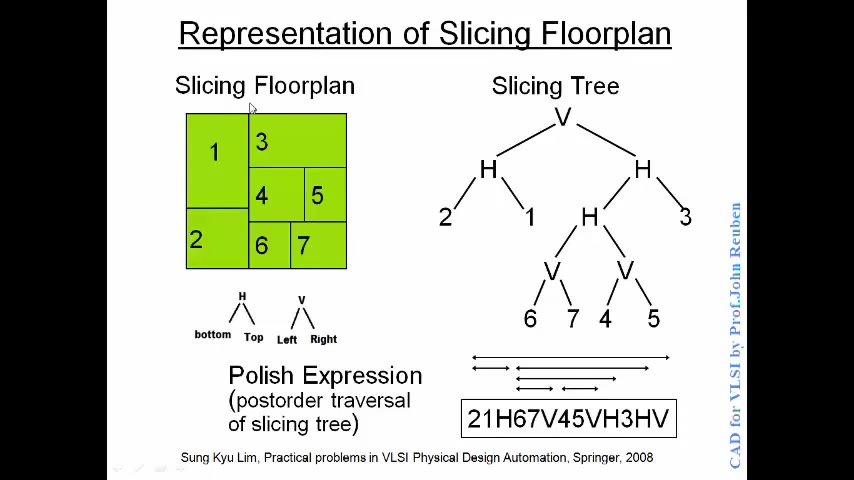 Representation of Slicing Floorplan
Slicing Floorplan
Slicing Tree
1
3
4
5
2
6
7
V
H
H
2
1
H
3
V
V
6
7
4
5
H
bottom
Top
V
Left
Right
Polish Expression
(postorder traversal
of slicing tree)
21H67V45VH3HV
Sung Kyu Lim, Practical problems in VLSI Physical Design Automation, Springer, 2008
CAD for VLSI by Prof.John Reuben